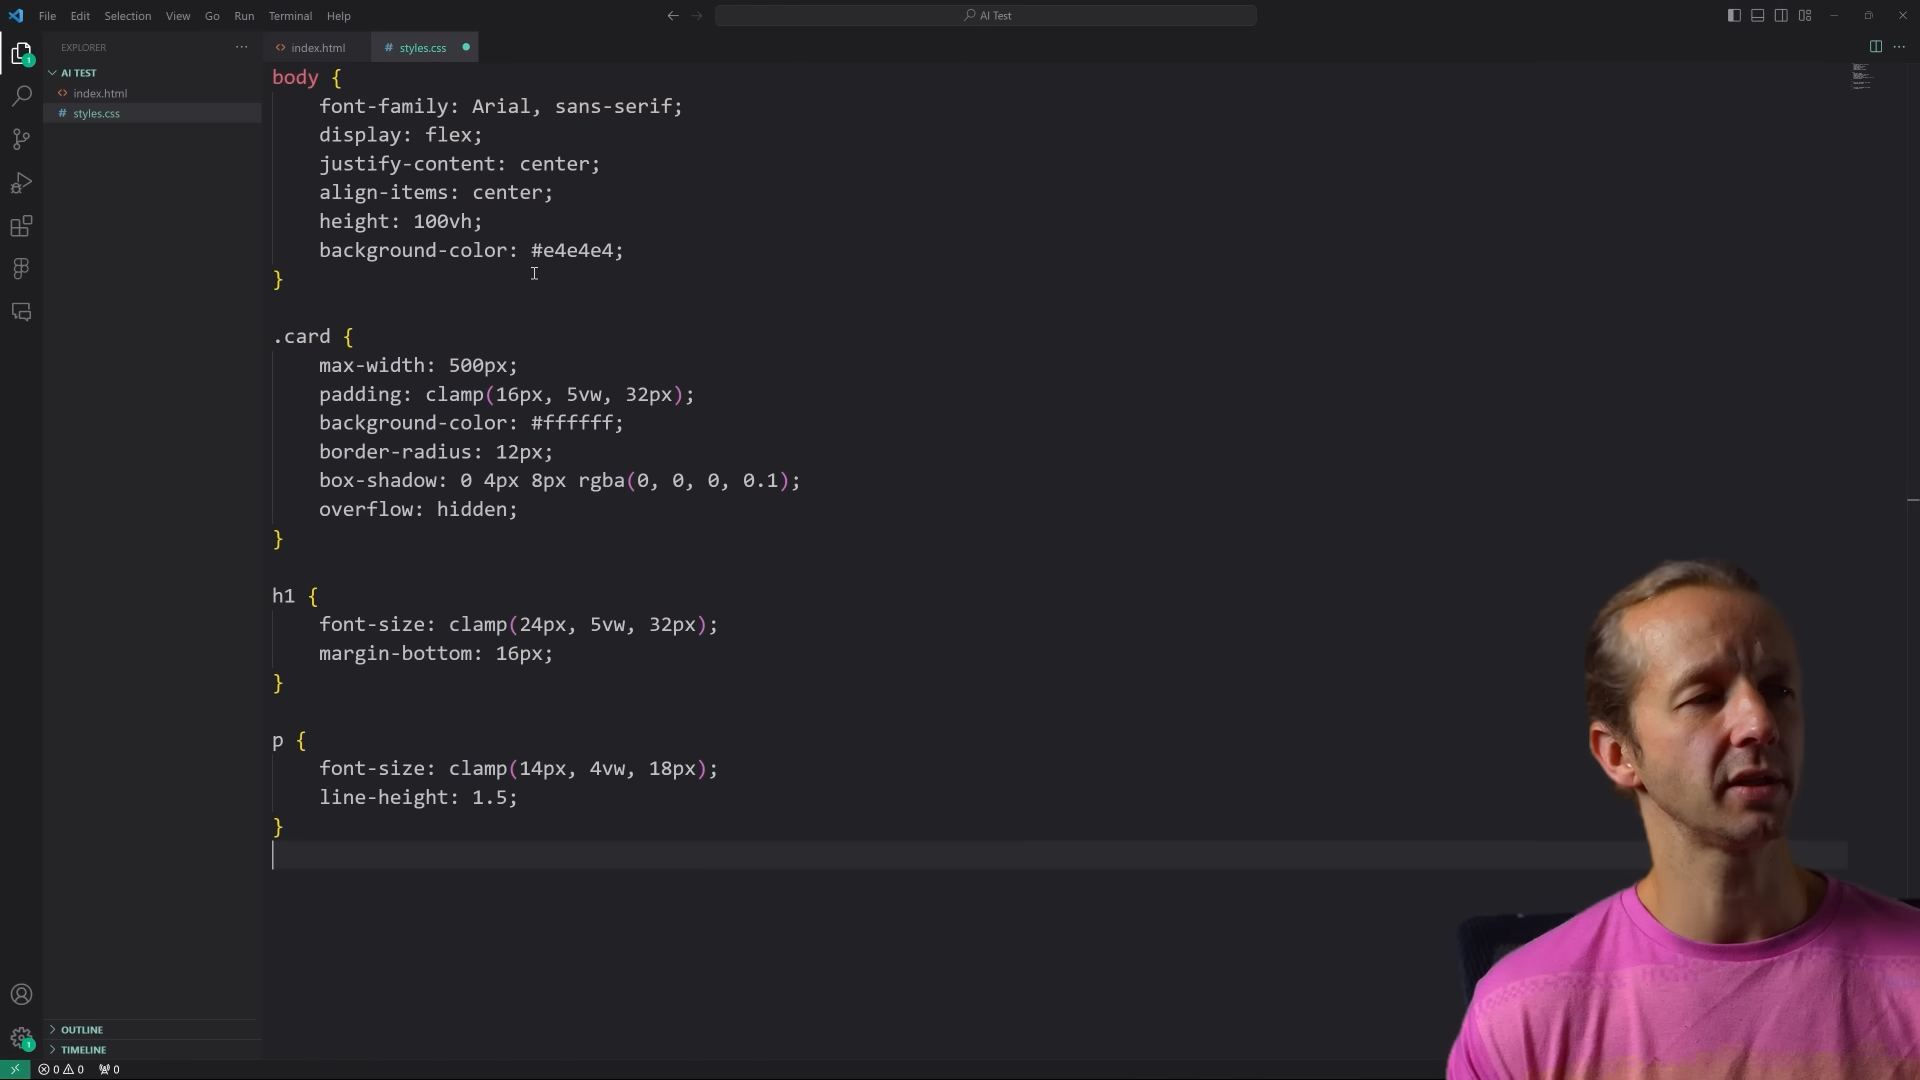 File Edit Selection View Go Run Terminal Help
AI Test
EXPLORER
index.html
styles.css
AI TEST
index.html
styles.css
body {
font-family: Arial, sans-serif;
display: flex;
justify-content: center;
align-items: center;
height: 100vh;
background-color: #e4e4e4;
}
.card {
max-width: 500px;
padding: clamp(16px, 5vw, 32px);
background-color: #ffffff;
border-radius: 12px;
box-shadow: 0 4px 8px rgba(0, 0, 0, 0.1);
overflow: hidden;
}
h1 {
font-size: clamp(24px, 5vw, 32px);
margin-bottom: 16px;
}
p {
font-size: clamp(14px, 4vw, 18px);
line-height: 1.5;
}
OUTLINE
TIMELINE
0 0 0
1
1